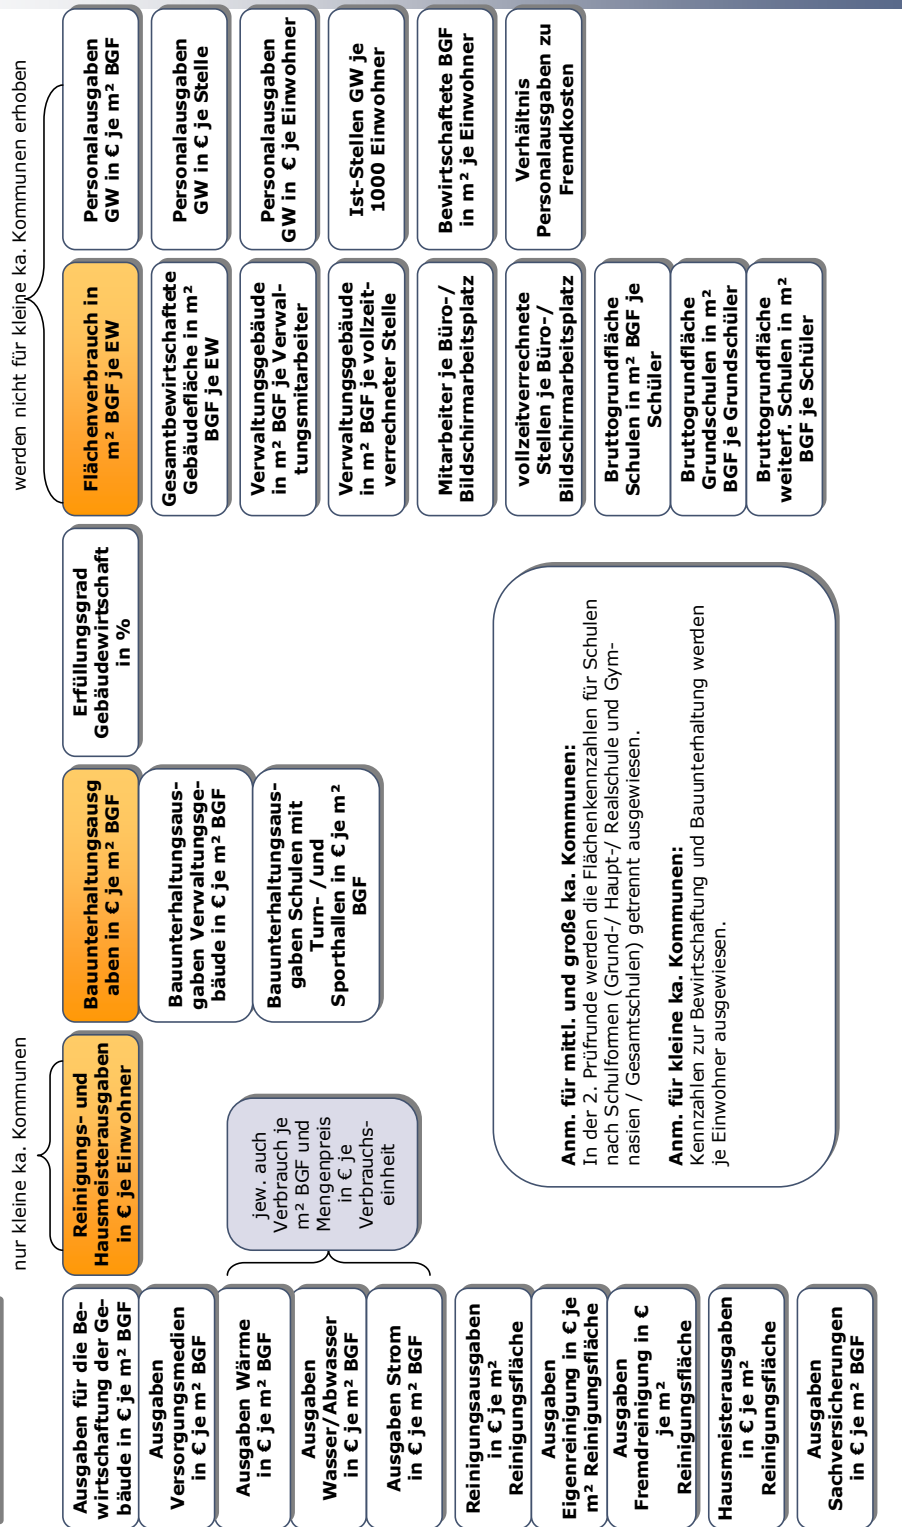 nur kleine ka. Kommunen
werden nicht für kleine ka. Kommunen erhoben
Ausgaben für die Be-
wirtschaftung der Ge-
bäude in € je m² BGF
Ausgaben
Versorgungsmedien
in € je m² BGF
Ausgaben Wärme
in € je m² BGF
Ausgaben
Wasser/Abwasser
in € je m² BGF
Ausgaben Strom
in € je m² BGF
Reinigungsausgaben
in € je m²
Reinigungsfläche
Ausgaben
Eigenreinigung in € je
m² Reinigungsfläche
Ausgaben
Fremdreinigung in €
je m²
Reinigungsfläche
Hausmeisterausgaben
in € je m²
Reinigungsfläche
Ausgaben
Sachversicherungen
in € je m² BGF
Reinigungs- und
Hausmeisterausgaben
in € je Einwohner
jew. auch
Verbrauch je
m² BGF und
Mengenpreis
in € je
Verbrauchs-
einheit
Bauunterhaltungsausg
aben in € je m² BGF
Bauunterhaltungsaus-
gaben Verwaltungsge-
bäude in € je m² BGF
Bauunterhaltungsaus-
gaben Schulen mit
Turn- /und
Sporthallen in € je m²
BGF
Erfüllungsgrad
Gebäudewirtschaft
in %
Flächenverbrauch in
m² BGF je EW
Gesamtbewirtschaftete
Gebäudefläche in m²
BGF je EW
Verwaltungsgebäude
in m² BGF je Verwal-
tungsmitarbeiter
Verwaltungsgebäude
in m² BGF je vollzeit-
verrechneter Stelle
Mitarbeiter je Büro-/
Bildschirmarbeitsplatz
vollzeitverrechnete
Stellen je Büro-/
Bildschirmarbeitsplatz
Bruttogrundfläche
Schulen in m² BGF je
Schüler
Bruttogrundfläche
Grundschulen in m²
BGF je Grundschüler
Bruttogrundfläche
weiterf. Schulen in m²
BGF je Schüler
Personalausgaben
GW in € je m² BGF
Personalausgaben
GW in € je Stelle
Personalausgaben
GW in € je Einwohner
Ist-Stellen GW je
1000 Einwohner
Bewirtschaftete BGF
in m² je Einwohner
Verhältnis
Personalausgaben zu
Fremdkosten
Anm. für mittl. und große ka. Kommunen:
In der 2. Prüfrunde werden die Flächenkennzahlen für Schulen
nach Schulformen (Grund-/ Haupt-/ Realschule und Gym-
nasien / Gesamtschulen) getrennt ausgewiesen.
Anm. für kleine ka. Kommunen:
Kennzahlen zur Bewirtschaftung und Bauunterhaltung werden
je Einwohner ausgewiesen.